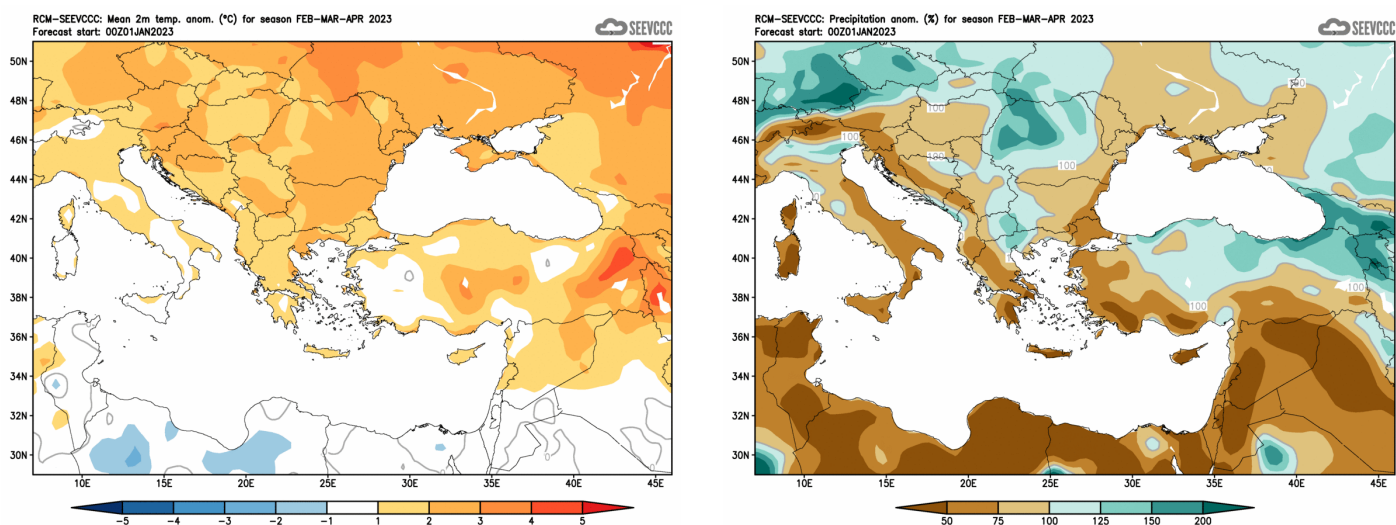 RCM-SEEVCCC: Mean 2m temp. anom. (°C) for season FEB-MAR-APR 2023
Forecast start: 00Z01JAN2023
SEEVCCC
50N
48N
46N
44N
42N
40N
38N
36N
34N
32N
30N
10E 15E 20E 25E 30E 35E 40E 45E
-5 -4 -3 -2 -1 1 2 3 4 5
RCM-SEEVCCC: Precipitation anom. (%) for season FEB-MAR-APR 2023
Forecast start: 00Z01JAN2023
SEEVCCC
50N
100
48N
100
46N
100
100
100
44N
42N
40N
38N
100
100
36N
34N
32N
30N
10E 15E 20E 25E 30E 35E 40E 45E
50 75 100 125 150 200